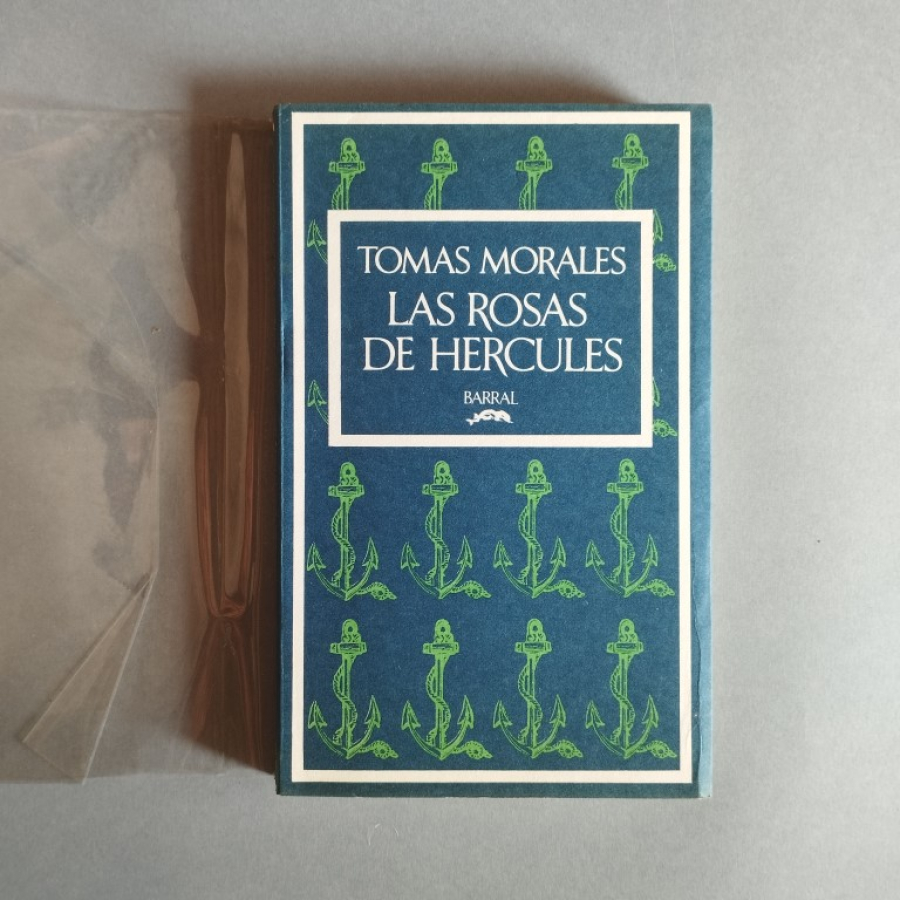 TOMAS MORALES
LAS ROSAS
DE HERCULES
BARRAL